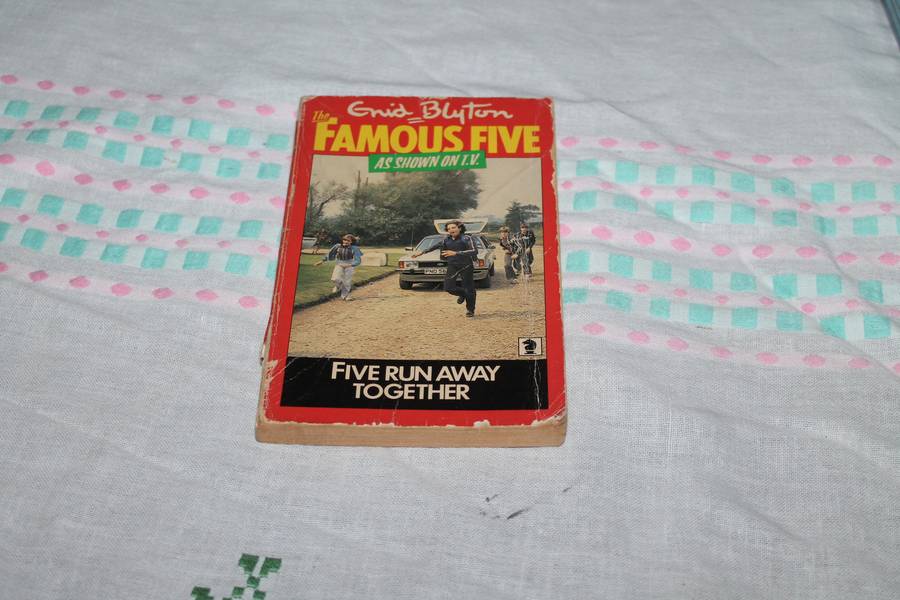 Enid Blyton
The
FAMOUS FIVE
AS SHOWN ON T.V.
FIVE RUN AWAY
TOGETHER